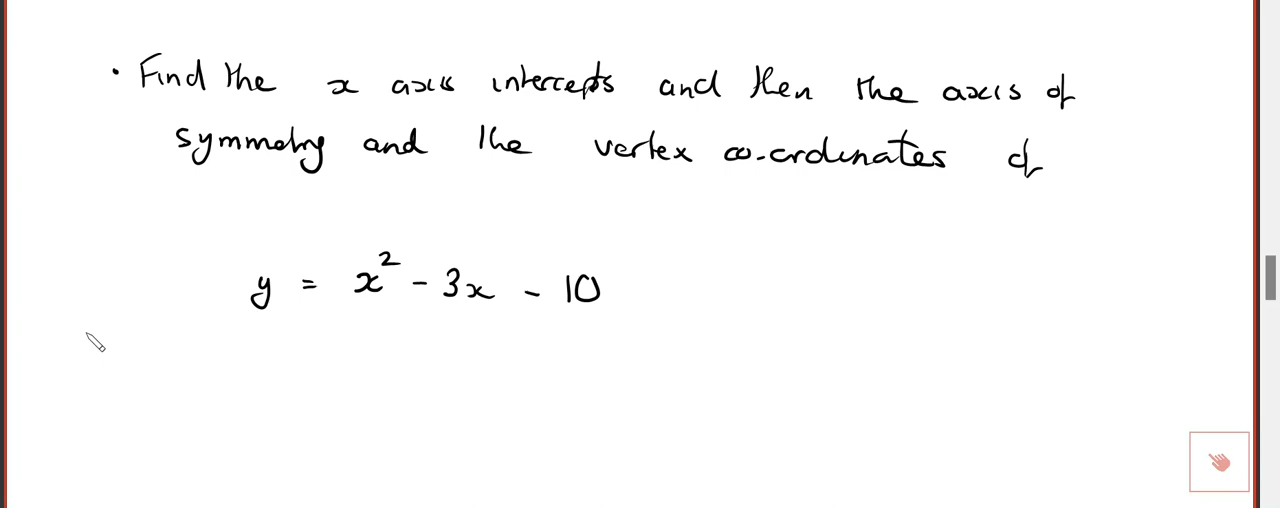 • Find the x axis intercepts and then the axis of
symmetry and the vertex co-ordinates of
y = x² - 3x - 10